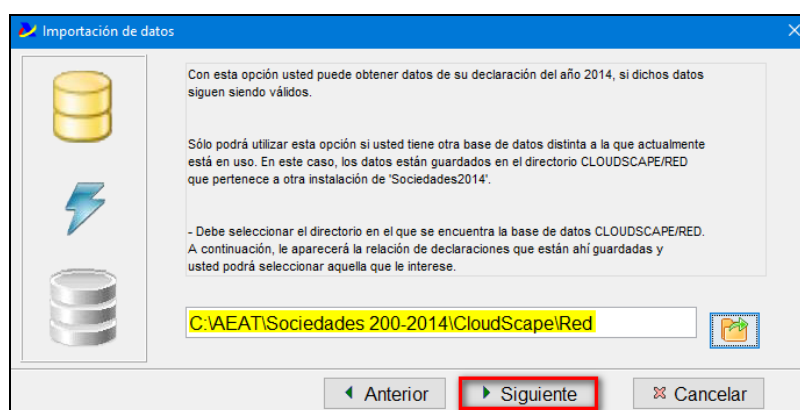 Importación de datos
Con esta opción usted puede obtener datos de su declaración del año 2014, si dichos datos
siguen siendo válidos.
Sólo podrá utilizar esta opción si usted tiene otra base de datos distinta a la que actualmente
está en uso. En este caso, los datos están guardados en el directorio CLOUDSCAPE/RED
que pertenece a otra instalación de 'Sociedades2014'.
- Debe seleccionar el directorio en el que se encuentra la base de datos CLOUDSCAPE/RED.
A continuación, le aparecerá la relación de declaraciones que están ahí guardadas y
usted podrá seleccionar aquella que le interese.
C:\AEAT\Sociedades 200-2014\CloudScape\Red
Anterior
Siguiente
Cancelar